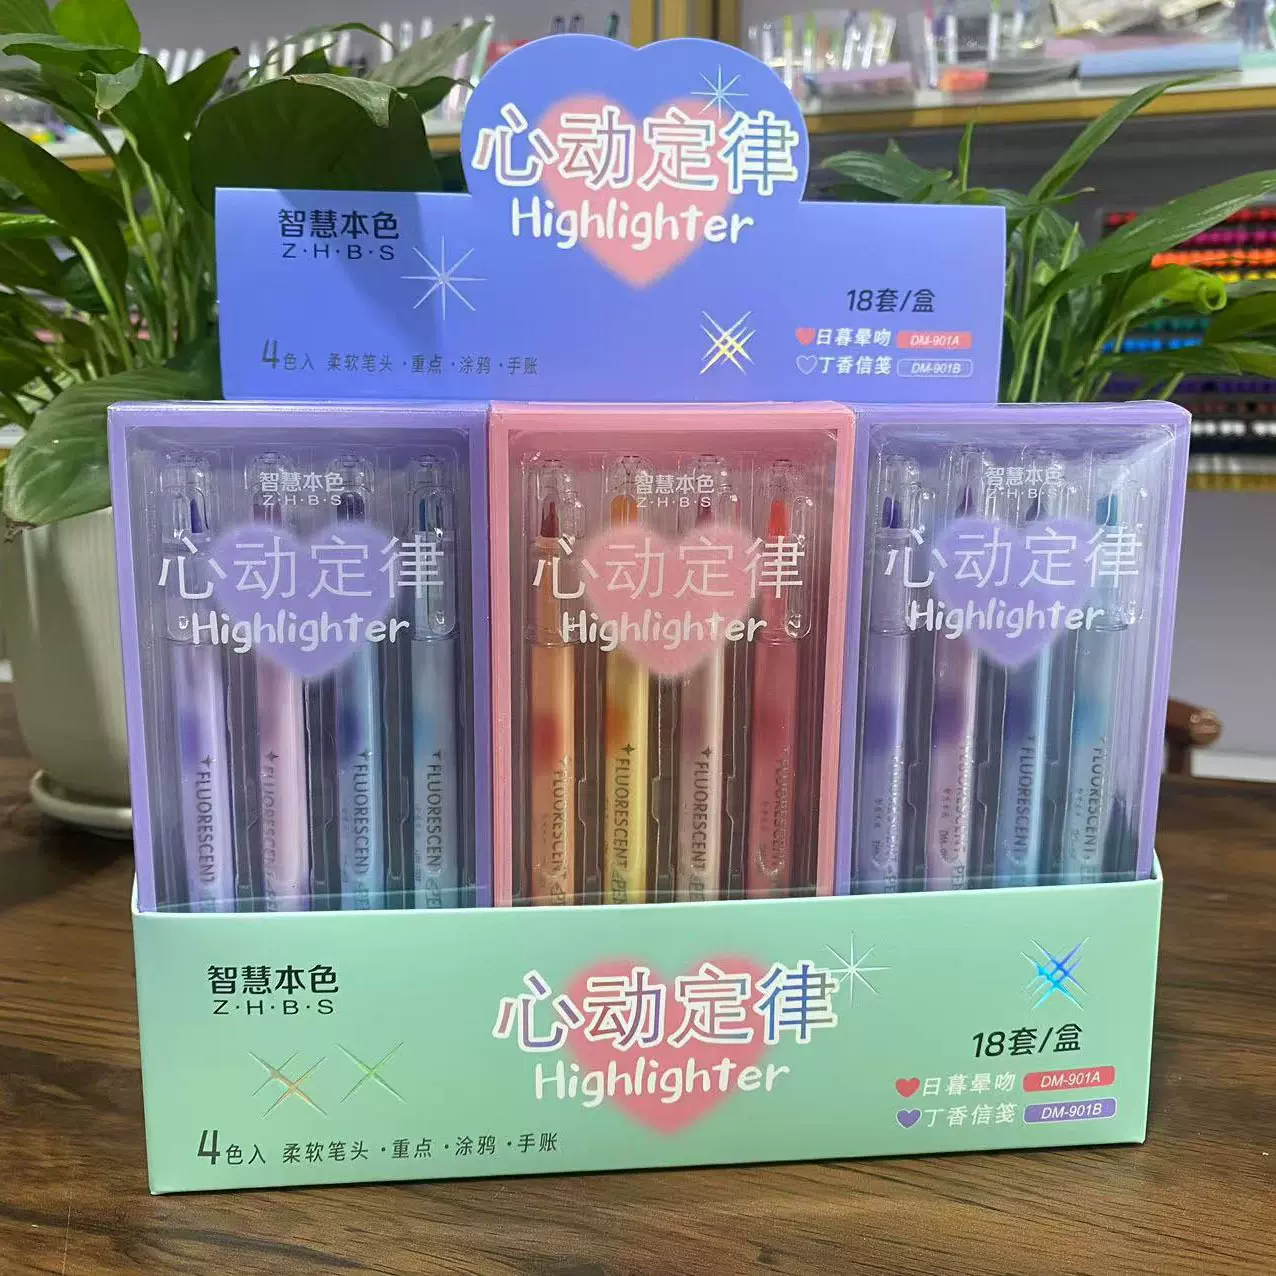 心动定律
Highlighter
智慧本色
Z·H·B·S
18套/盒
日暮晕吻 DM-901A
丁香信笺 DM-901B
4色入 柔软笔头·重点·涂鸦·手账
智慧本色
Z·H·B·S
心动定律
Highlighter
FLUORESCENT
FLUORESCENT PEN
智慧本色
Z·H·B·S
心动定律
Highlighter
FLUORESCENT
FLUORESCENT PEN
FLUORESCENT
FLUORESCENT
智慧本色
Z·H·B·S
心动定律
Highlighter
FLUORESCENT
FLUORESCENT
FLUORESCENT
FLUORESCENT
智慧本色
Z·H·B·S
心动定律
Highlighter
18套/盒
日暮晕吻 DM-901A
丁香信笺 DM-901B
4色入 柔软笔头·重点·涂鸦·手账